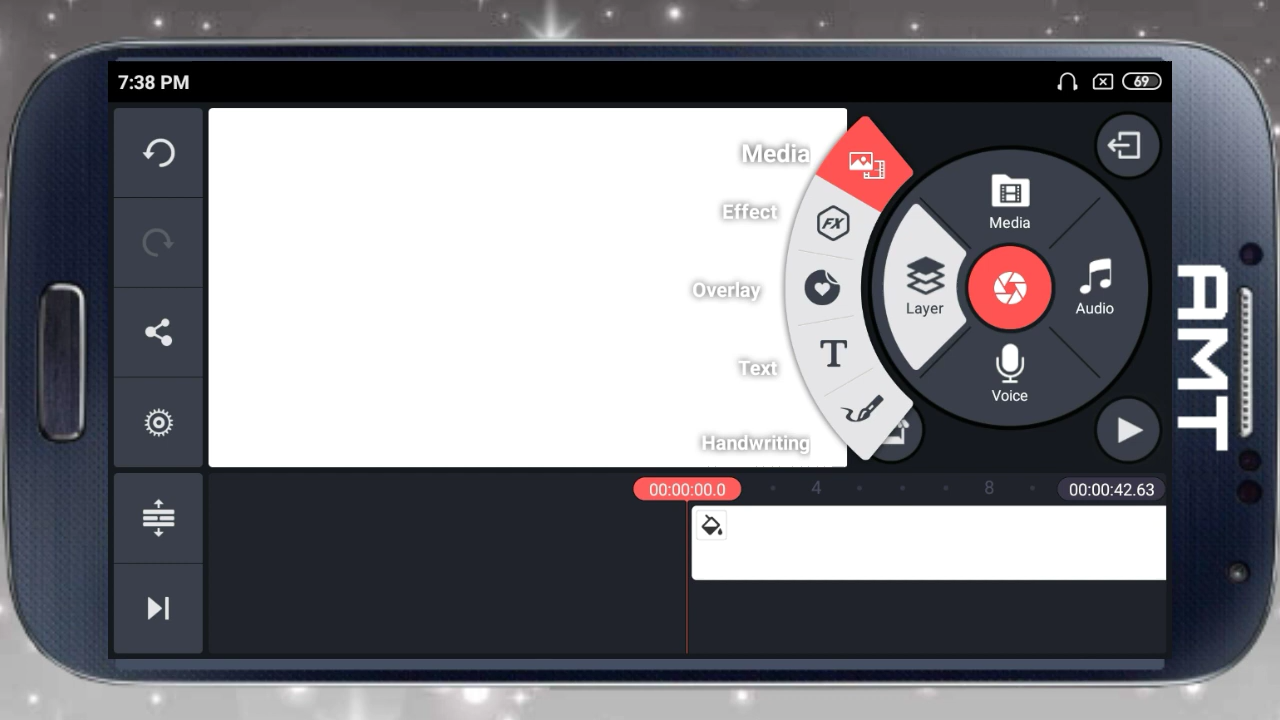 7:38 PM
69
Media
Effect
FX
Overlay
Text
T
Handwriting
Media
Layer
Audio
Voice
00:00:00.0
4
8
00:00:42.63
AMT